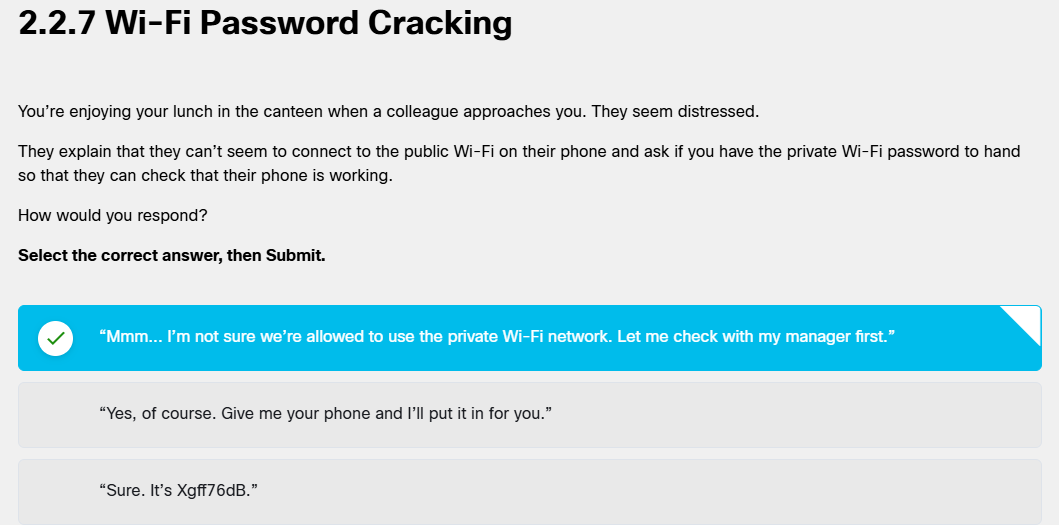 2.2.7 Wi-Fi Password Cracking
You’re enjoying your lunch in the canteen when a colleague approaches you. They seem distressed.
They explain that they can’t seem to connect to the public Wi-Fi on their phone and ask if you have the private Wi-Fi password to hand
so that they can check that their phone is working.
How would you respond?
Select the correct answer, then Submit.
“Mmm... I’m not sure we’re allowed to use the private Wi-Fi network. Let me check with my manager first.”
“Yes, of course. Give me your phone and I’ll put it in for you.”
“Sure. It’s Xgff76dB.”